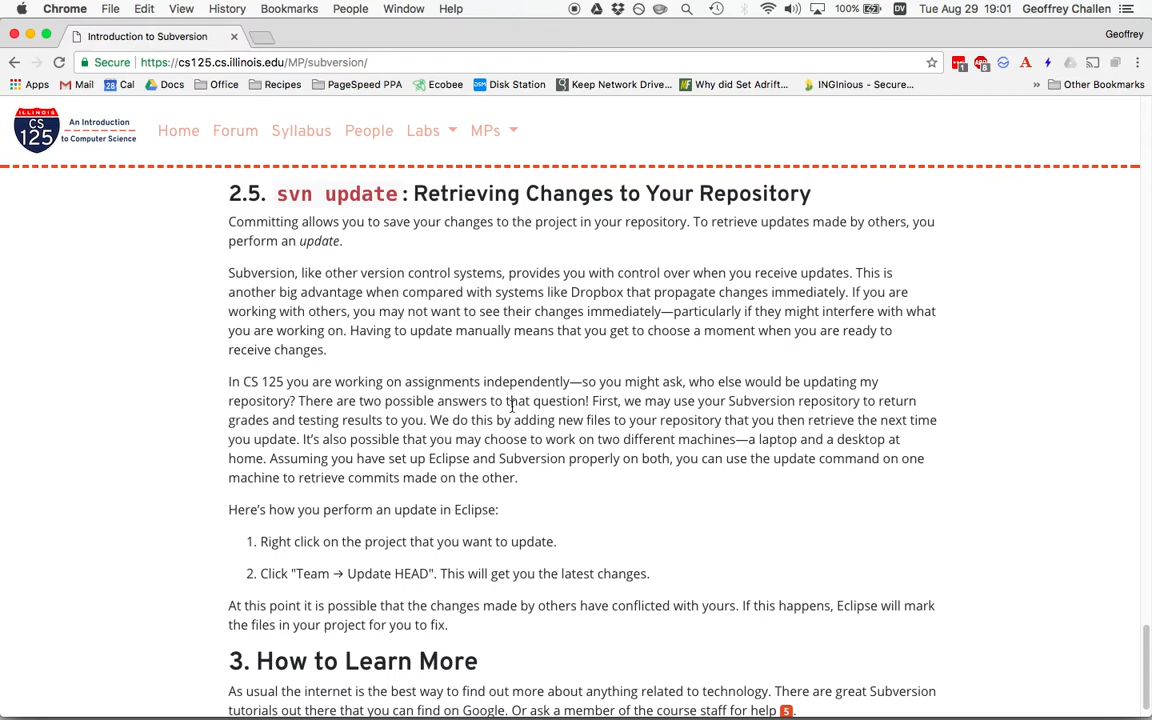 Chrome File Edit View History Bookmarks People Window Help 100% DV Tue Aug 29 19:01 Geoffrey Challen
Introduction to Subversion Geoffrey
Secure https://cs125.cs.illinois.edu/MP/subversion/
Apps Mail Cal Docs Office Recipes PageSpeed PPA Ecobee Disk Station Keep Network Drive... Why did Set Adrift... INGInious - Secure... » Other Bookmarks
ILLINOIS CS 125 An Introduction to Computer Science Home Forum Syllabus People Labs MPs
2.5. svn update: Retrieving Changes to Your Repository
Committing allows you to save your changes to the project in your repository. To retrieve updates made by others, you
perform an update.
Subversion, like other version control systems, provides you with control over when you receive updates. This is
another big advantage when compared with systems like Dropbox that propagate changes immediately. If you are
working with others, you may not want to see their changes immediately—particularly if they might interfere with what
you are working on. Having to update manually means that you get to choose a moment when you are ready to
receive changes.
In CS 125 you are working on assignments independently—so you might ask, who else would be updating my
repository? There are two possible answers to that question! First, we may use your Subversion repository to return
grades and testing results to you. We do this by adding new files to your repository that you then retrieve the next time
you update. It's also possible that you may choose to work on two different machines—a laptop and a desktop at
home. Assuming you have set up Eclipse and Subversion properly on both, you can use the update command on one
machine to retrieve commits made on the other.
Here's how you perform an update in Eclipse:
1. Right click on the project that you want to update.
2. Click "Team → Update HEAD". This will get you the latest changes.
At this point it is possible that the changes made by others have conflicted with yours. If this happens, Eclipse will mark
the files in your project for you to fix.
3. How to Learn More
As usual the internet is the best way to find out more about anything related to technology. There are great Subversion
tutorials out there that you can find on Google. Or ask a member of the course staff for help 5.